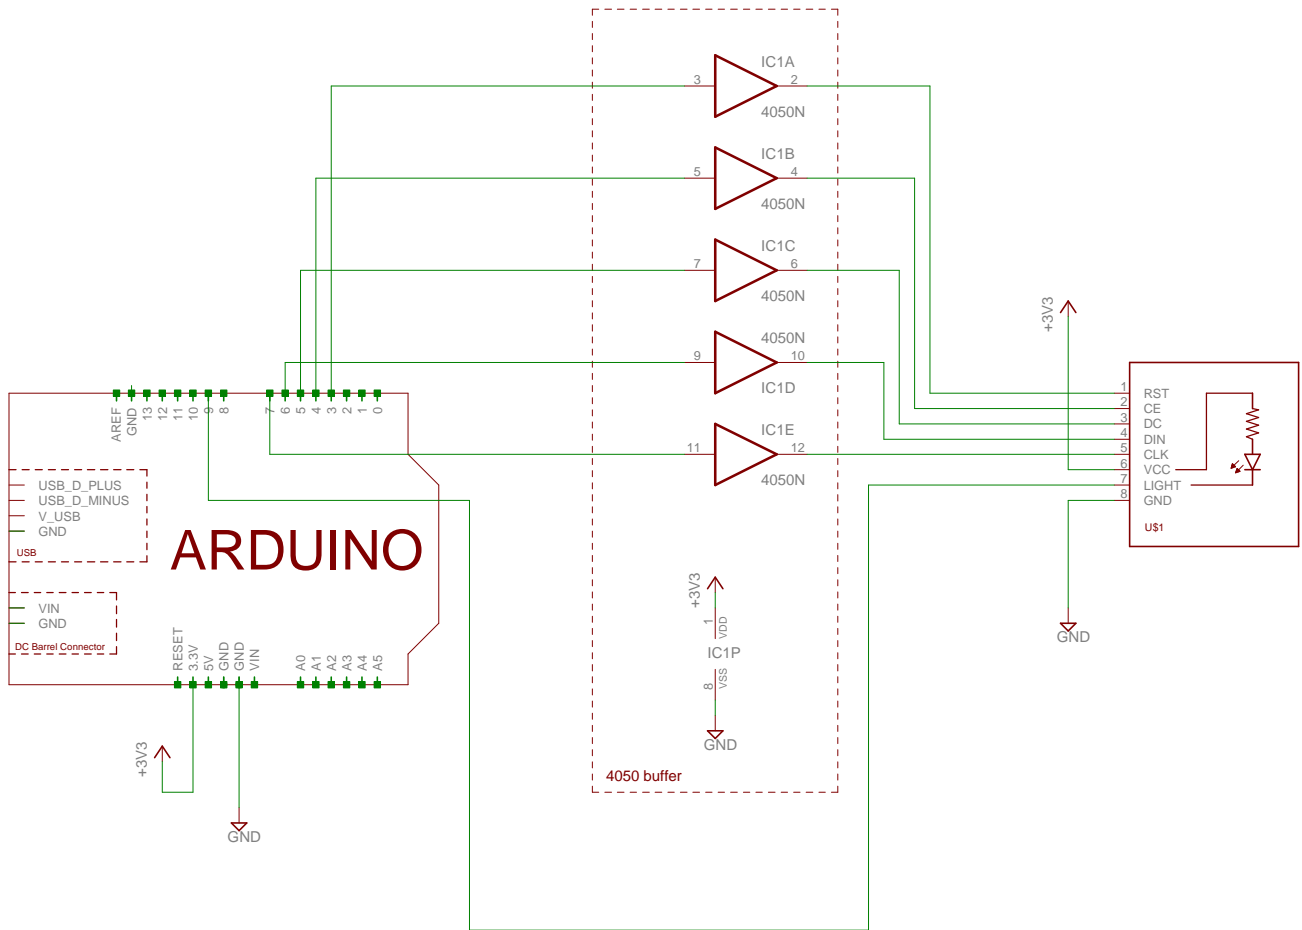 IC1A
3
2
4050N
IC1B
5
4
4050N
IC1C
7
6
4050N
4050N
9
10
IC1D
IC1E
11
12
4050N
+3V3
1
RST
2
CE
3
DC
4
DIN
5
CLK
6
VCC
7
LIGHT
8
GND
U$1
GND
AREF
GND
13
12
11
10
9
8
7
6
5
4
3
2
1
0
USB_D_PLUS
USB_D_MINUS
V_USB
GND
USB
ARDUINO
VIN
GND
DC Barrel Connector
RESET
3.3V
5V
GND
GND
VIN
A0
A1
A2
A3
A4
A5
+3V3
GND
+3V3
1
VDD
IC1P
8
VSS
GND
4050 buffer